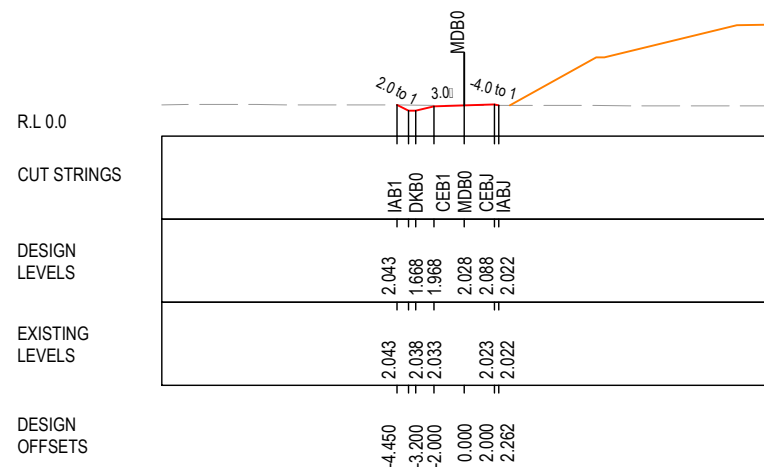 MDB0
2.0 to 1
3.0
-4.0 to 1
R.L 0.0
CUT STRINGS
IAB1 DKB0 CEB1 MDB0 CEBJ IABJ
DESIGN
LEVELS
2.043 1.668 1.968 2.028 2.088 2.022
EXISTING
LEVELS
2.043 2.038 2.033 2.023 2.022
DESIGN
OFFSETS
-4.450 -3.200 -2.000 0.000 2.000 2.262